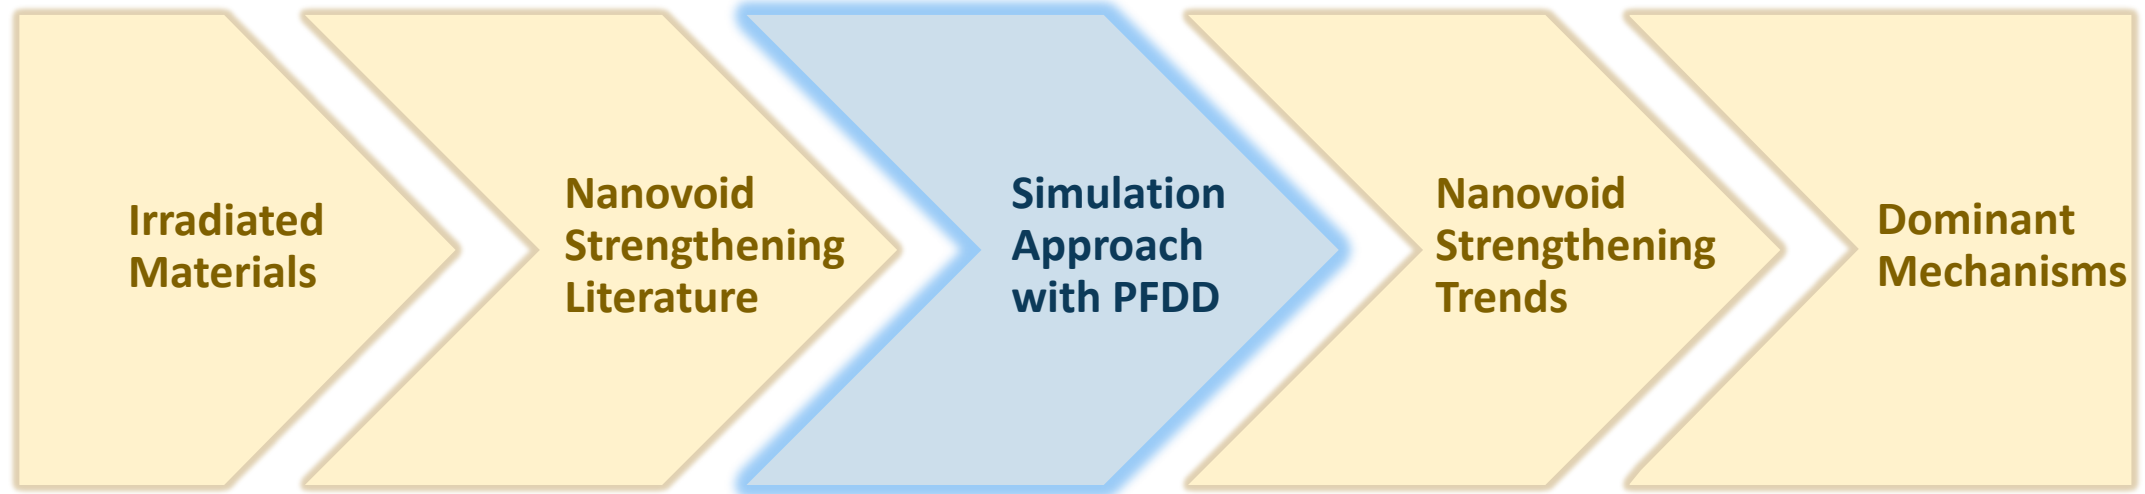 Irradiated
Materials
Nanovoid
Strengthening
Literature
Simulation
Approach
with PFDD
Nanovoid
Strengthening
Trends
Dominant
Mechanisms